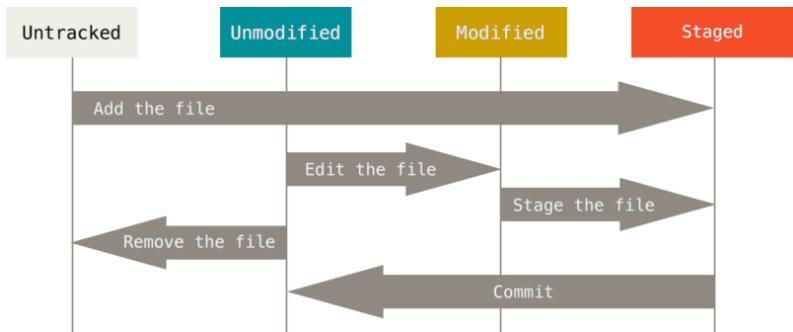 Untracked
Unmodified
Modified
Staged
Add the file
Edit the file
Stage the file
Remove the file
Commit